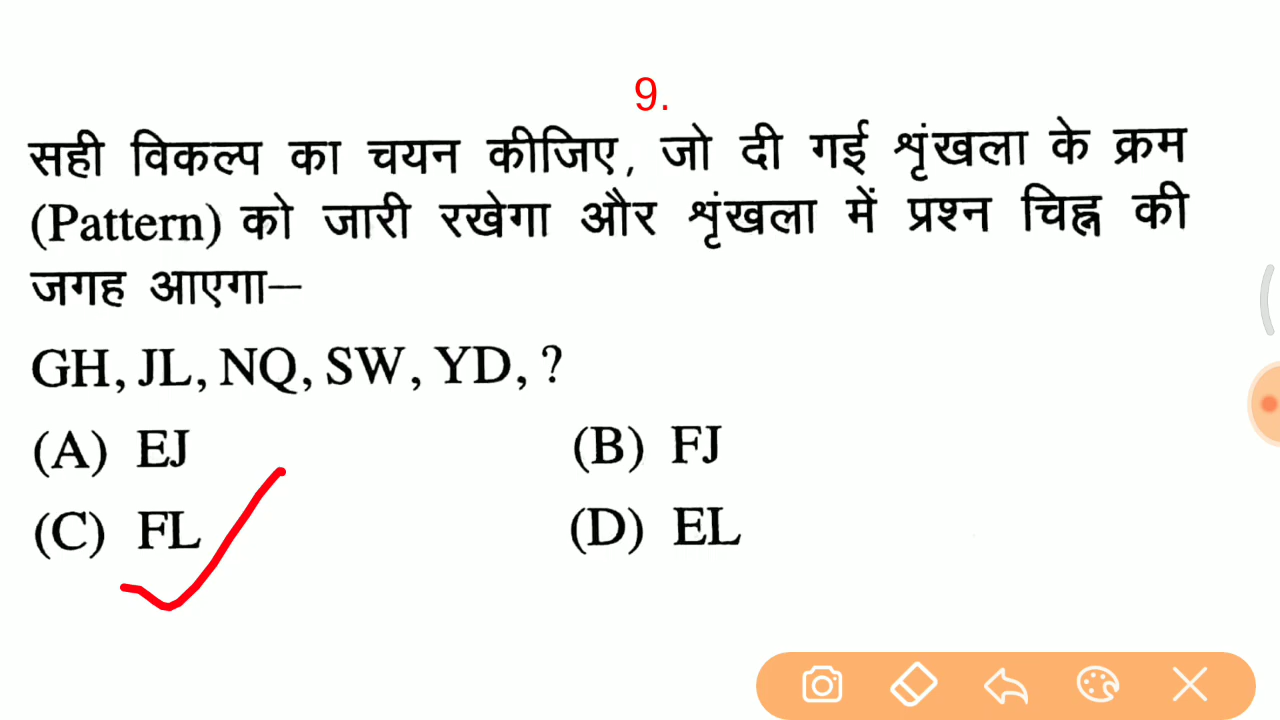 9.
सही विकल्प का चयन कीजिए, जो दी गई शृंखला के क्रम
(Pattern) को जारी रखेगा और शृंखला में प्रश्न चिह्न की
जगह आएगा–
GH, JL, NQ, SW, YD, ?
(A) EJ (B) FJ
(C) FL (D) EL